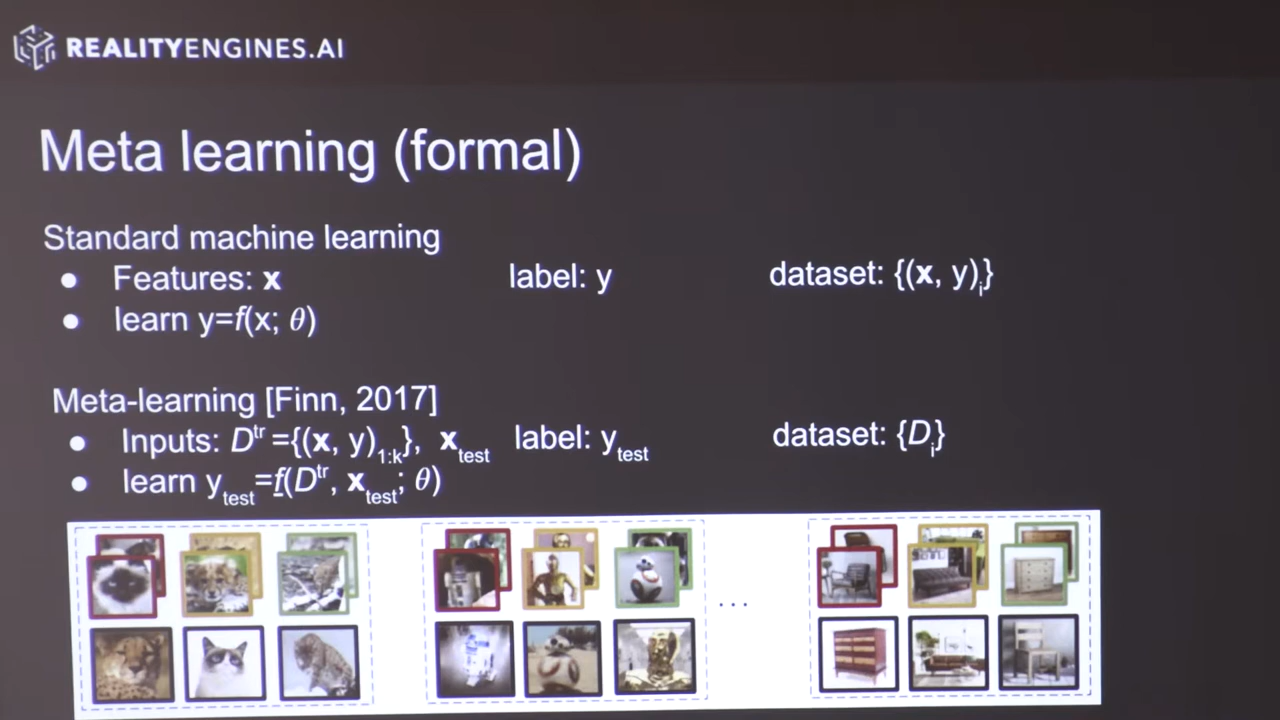 REALITYENGINES.AI
Meta learning (formal)
Standard machine learning
● Features: x label: y dataset: {(x, y)i}
● learn y=f(x; θ)
Meta-learning [Finn, 2017]
● Inputs: Dtr={(x, y)1:k}, xtest label: ytest dataset: {Di}
● learn ytest=f(Dtr, xtest; θ)
...